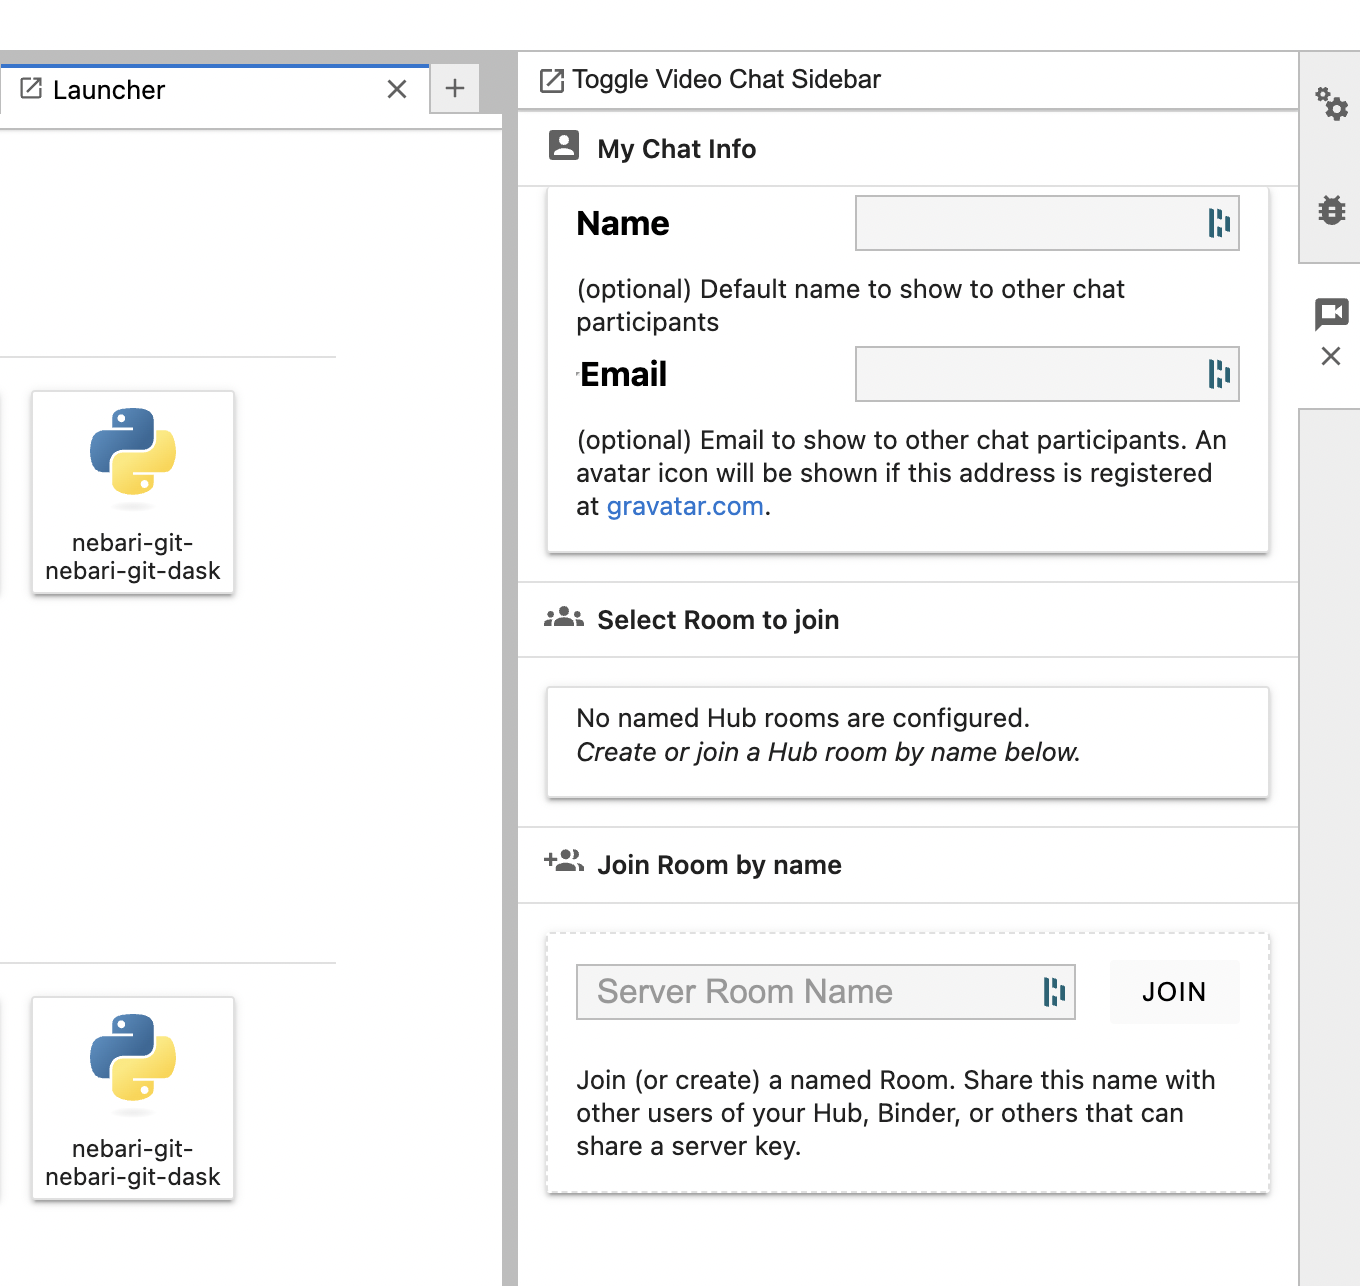 Launcher
Toggle Video Chat Sidebar
My Chat Info
Name
(optional) Default name to show to other chat
participants
Email
(optional) Email to show to other chat participants. An
avatar icon will be shown if this address is registered
at gravatar.com.
nebari-git-
nebari-git-dask
Select Room to join
No named Hub rooms are configured.
Create or join a Hub room by name below.
Join Room by name
Server Room Name
JOIN
Join (or create) a named Room. Share this name with
other users of your Hub, Binder, or others that can
share a server key.
nebari-git-
nebari-git-dask